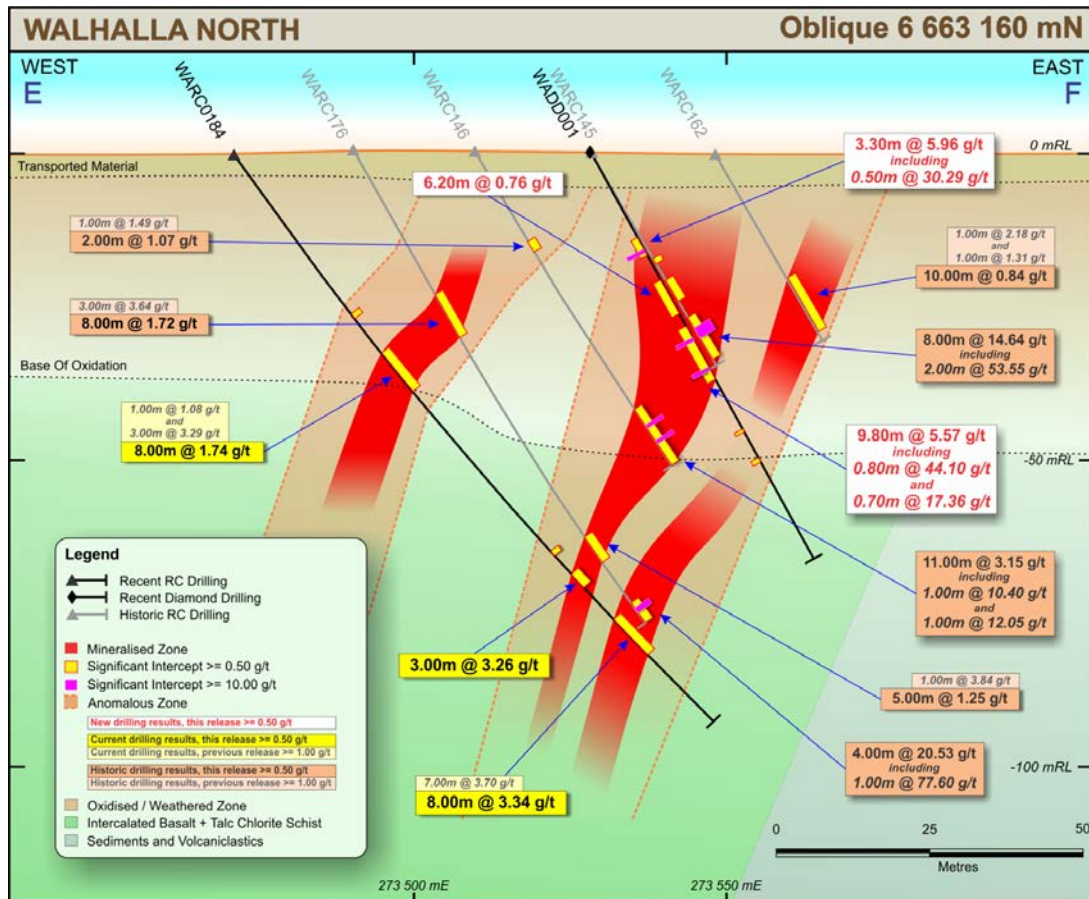 WALHALLA NORTH
Oblique 6 663 160 mN
WEST
E
EAST
F
WARC0184
WARC176
WARC146
WADD001
WARC145
WARC162
0 mRL
Transported Material
3.30m @ 5.96 g/t
including
0.50m @ 30.29 g/t
6.20m @ 0.76 g/t
1.00m @ 1.49 g/t
2.00m @ 1.07 g/t
1.00m @ 2.18 g/t
and
1.00m @ 1.31 g/t
10.00m @ 0.84 g/t
3.00m @ 3.64 g/t
8.00m @ 1.72 g/t
8.00m @ 14.64 g/t
including
2.00m @ 53.55 g/t
Base Of Oxidation
1.00m @ 1.08 g/t
and
3.00m @ 3.29 g/t
8.00m @ 1.74 g/t
9.80m @ 5.57 g/t
including
0.80m @ 44.10 g/t
and
0.70m @ 17.36 g/t
-50 mRL
11.00m @ 3.15 g/t
including
1.00m @ 10.40 g/t
and
1.00m @ 12.05 g/t
3.00m @ 3.26 g/t
1.00m @ 3.84 g/t
5.00m @ 1.25 g/t
4.00m @ 20.53 g/t
including
1.00m @ 77.60 g/t
-100 mRL
7.00m @ 3.70 g/t
8.00m @ 3.34 g/t
Legend
Recent RC Drilling
Recent Diamond Drilling
Historic RC Drilling
Mineralised Zone
Significant Intercept >= 0.50 g/t
Significant Intercept >= 10.00 g/t
Anomalous Zone
New drilling results, this release >= 0.50 g/t
Current drilling results, this release >= 0.50 g/t
Current drilling results, previous release >= 1.00 g/t
Historic drilling results, this release >= 0.50 g/t
Historic drilling results, previous release >= 1.00 g/t
Oxidised / Weathered Zone
Intercalated Basalt + Talc Chlorite Schist
Sediments and Volcaniclastics
0 25 50
Metres
273 500 mE
273 550 mE